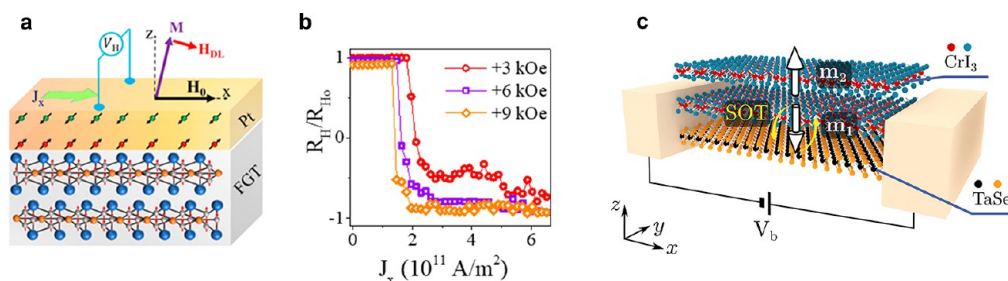 a
V_H
z
M
H_DL
J_x
H_0
x
Pt
FGT
b
R_H/R_Ho
1
0
-1
+3 kOe
+6 kOe
+9 kOe
0 2 4 6
J_x (10^11 A/m^2)
c
CrI_3
m_2
SOT
m_1
TaSe
z
y
x
V_b